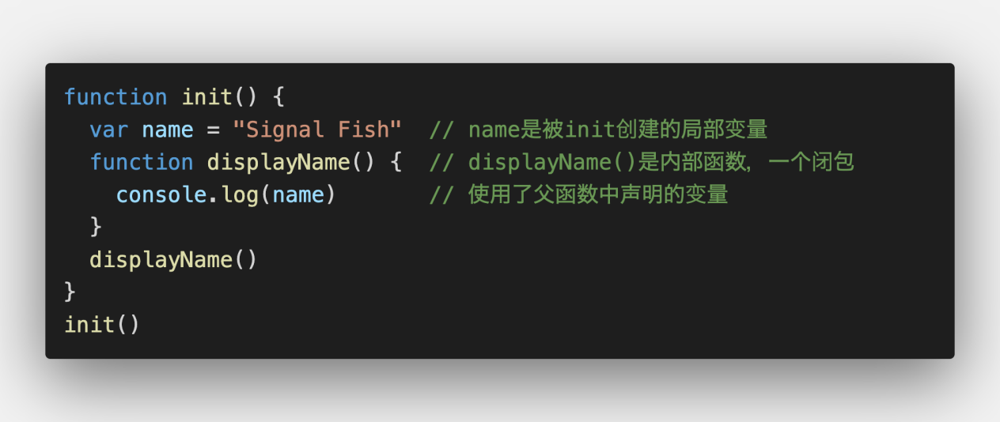 function init() {
  var name = "Signal Fish"  // name是被init创建的局部变量
  function displayName() {  // displayName()是内部函数，一个闭包
    console.log(name)       // 使用了父函数中声明的变量
  }
  displayName()
}
init()